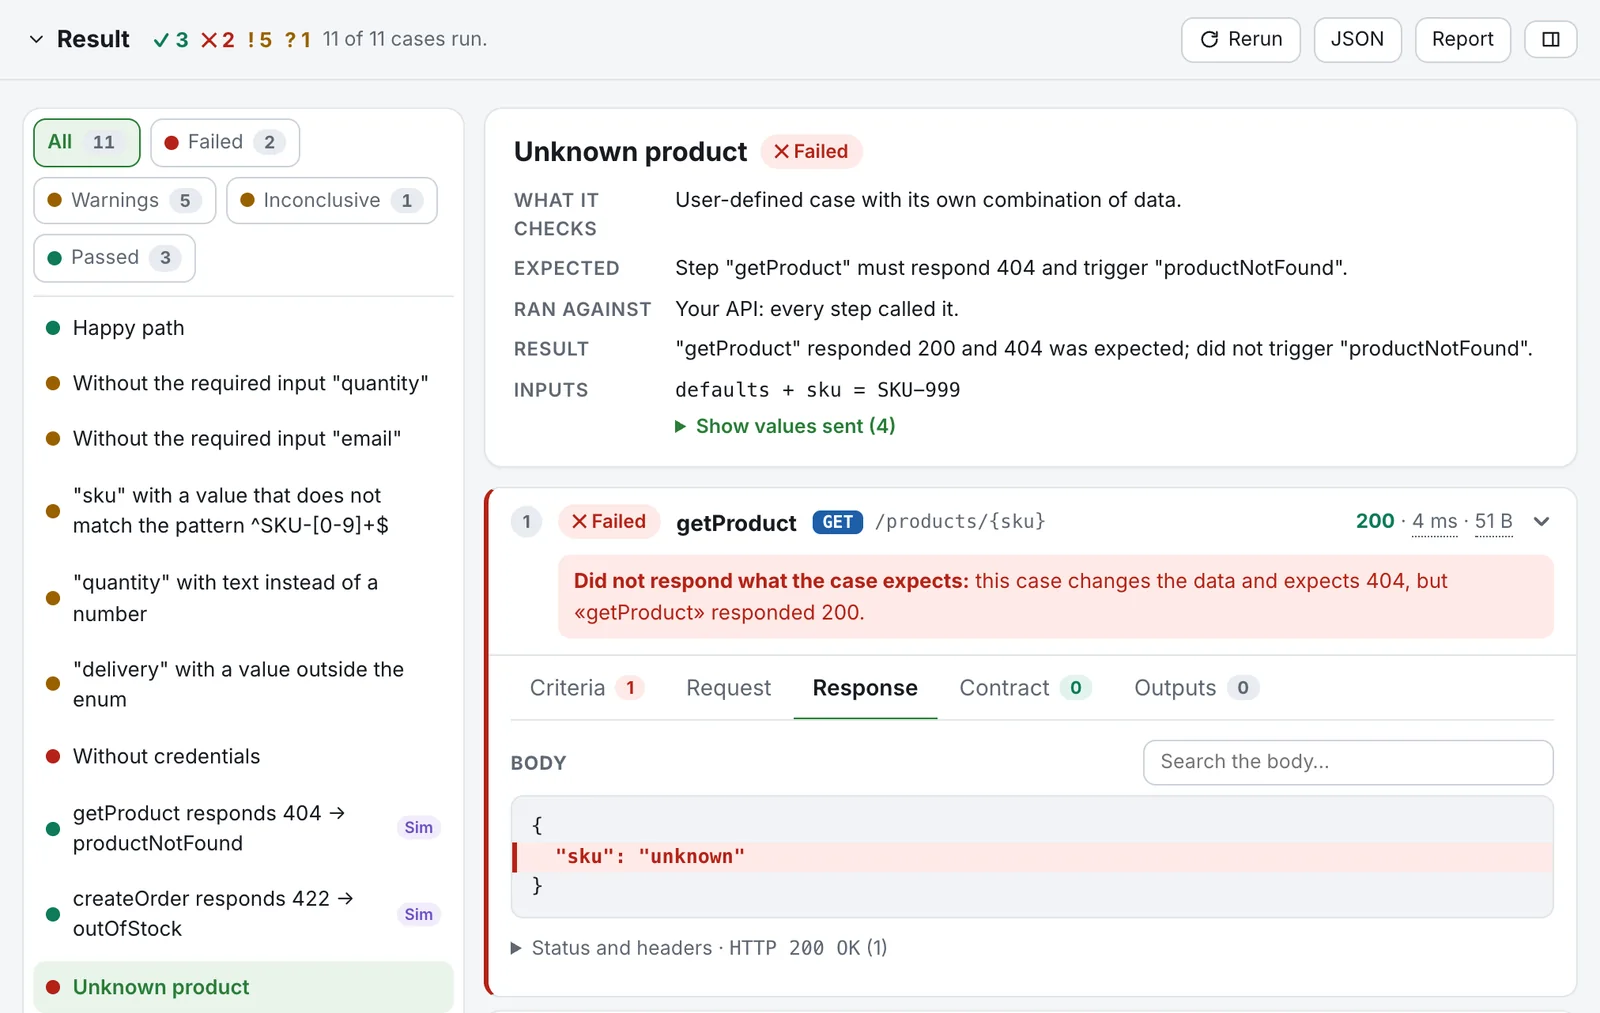 Result 3 2 ! 5 ? 1 11 of 11 cases run.
Rerun JSON Report
All 11 Failed 2
Warnings 5 Inconclusive 1
Passed 3
Happy path
Without the required input "quantity"
Without the required input "email"
"sku" with a value that does not
match the pattern ^SKU-[0-9]+$
"quantity" with text instead of a
number
"delivery" with a value outside the
enum
Without credentials
getProduct responds 404 →
productNotFound
Sim
createOrder responds 422 →
outOfStock
Sim
Unknown product
Unknown product Failed
WHAT IT
CHECKS
User-defined case with its own combination of data.
EXPECTED Step "getProduct" must respond 404 and trigger "productNotFound".
RAN AGAINST Your API: every step called it.
RESULT "getProduct" responded 200 and 404 was expected; did not trigger "productNotFound".
INPUTS defaults + sku = SKU-999
Show values sent (4)
1 Failed getProduct GET /products/{sku} 200 · 4 ms · 51 B
Did not respond what the case expects: this case changes the data and expects 404, but
«getProduct» responded 200.
Criteria 1 Request Response Contract 0 Outputs 0
BODY Search the body...
{
"sku": "unknown"
}
Status and headers · HTTP 200 OK (1)